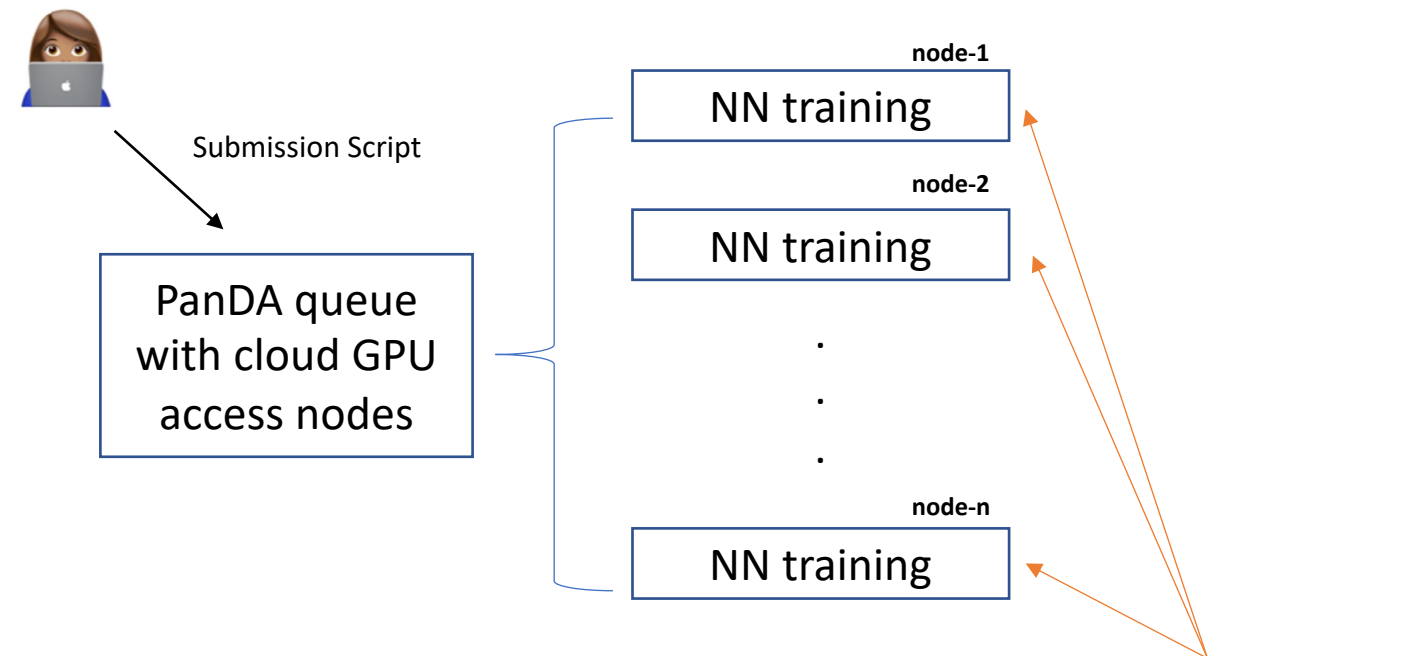 Submission Script
PanDA queue
with cloud GPU
access nodes
node-1
NN training
node-2
NN training
.
.
.
node-n
NN training